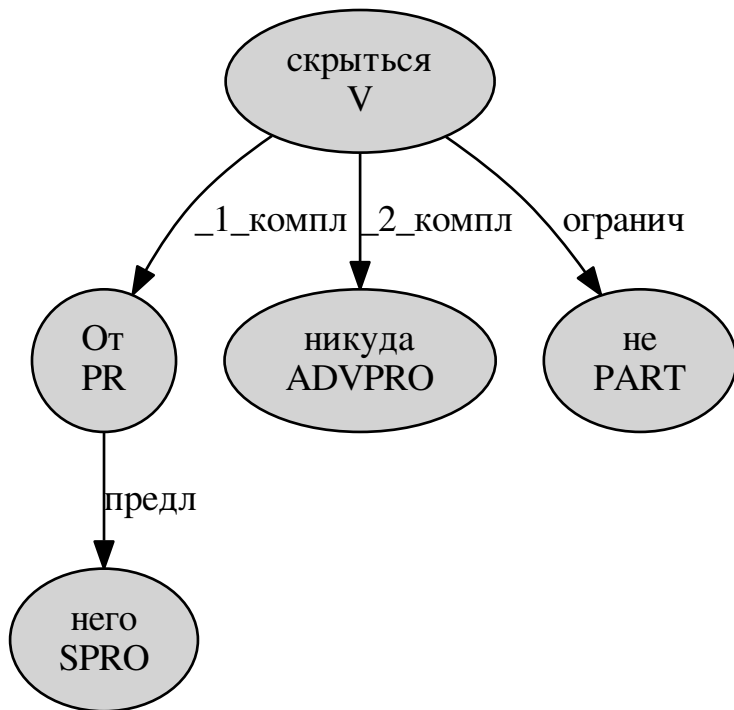 скрыться
V
_1_компл
_2_компл
огранич
От
PR
никуда
ADVPRO
не
PART
предл
него
SPRO